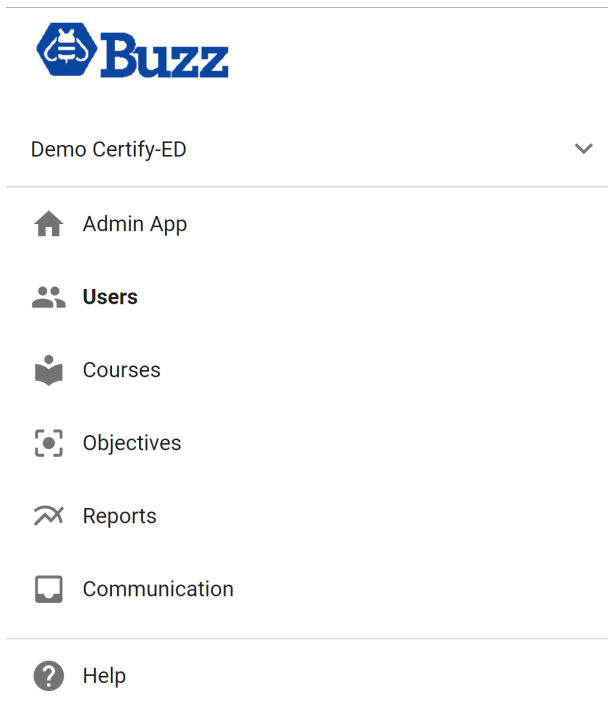 Buzz
Demo Certify-ED
Admin App
Users
Courses
Objectives
Reports
Communication
Help